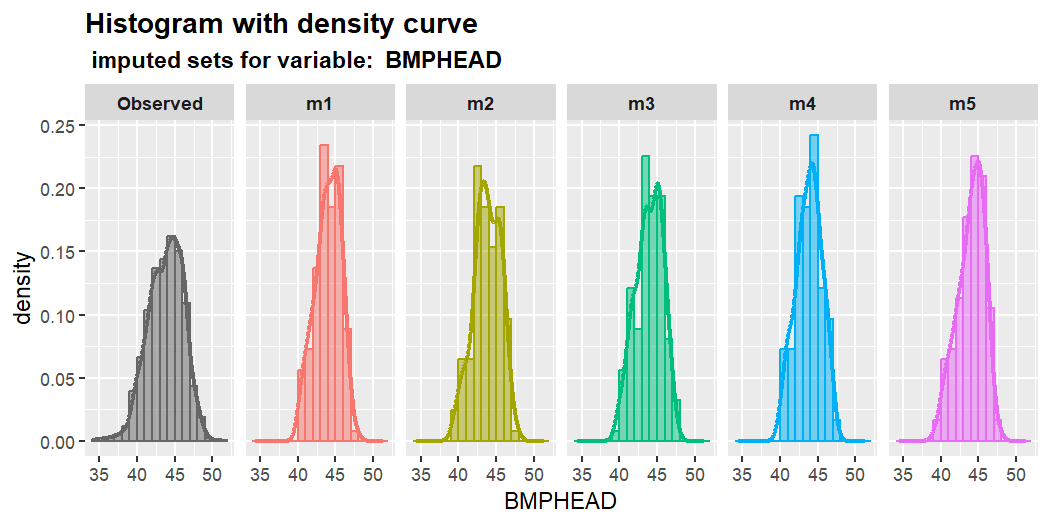 Histogram with density curve
imputed sets for variable:  BMPHEAD
Observed m1 m2 m3 m4 m5
0.25
0.20
0.15
0.10
0.05
0.00
density
35 40 45 50 35 40 45 50 35 40 45 50 35 40 45 50 35 40 45 50 35 40 45 50
BMPHEAD